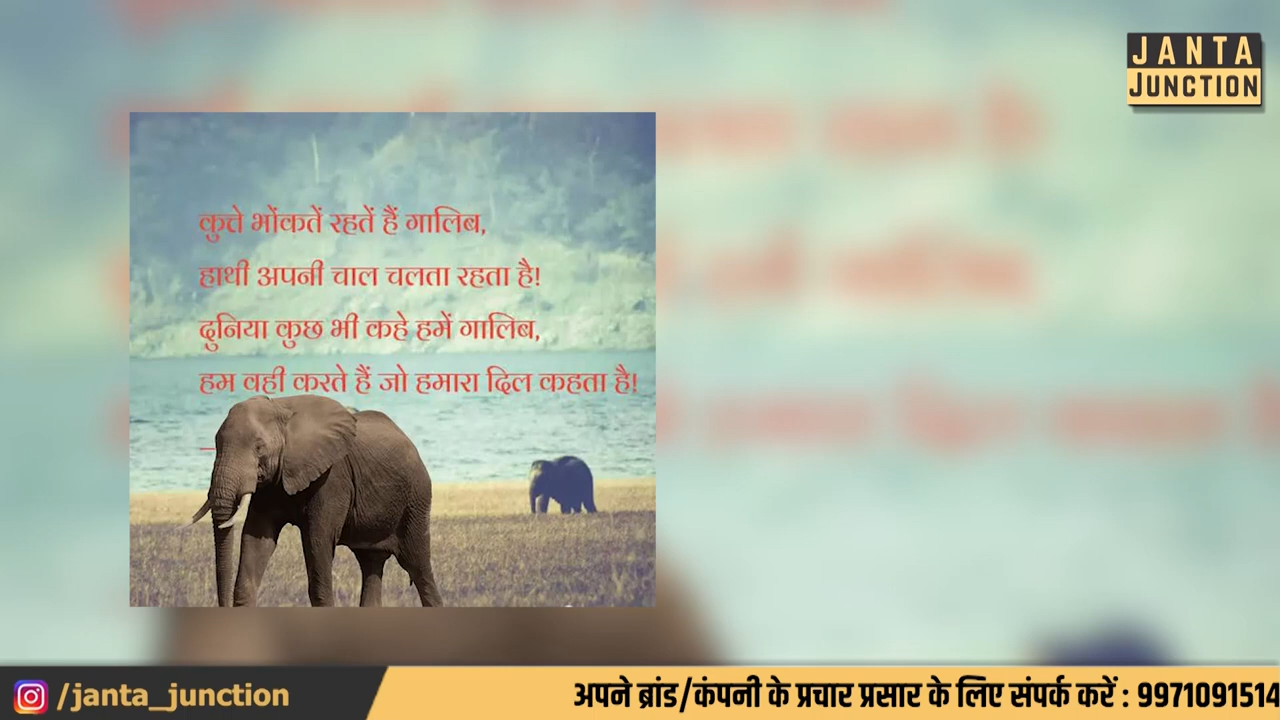 JANTA
JUNCTION
कुत्ते भोंकतें रहतें हैं गालिब,
हाथी अपनी चाल चलता रहता है!
दुनिया कुछ भी कहे हमें गालिब,
हम वही करते हैं जो हमारा दिल कहता है!
/janta_junction
अपने ब्रांड/कंपनी के प्रचार प्रसार के लिए संपर्क करें : 9971091514